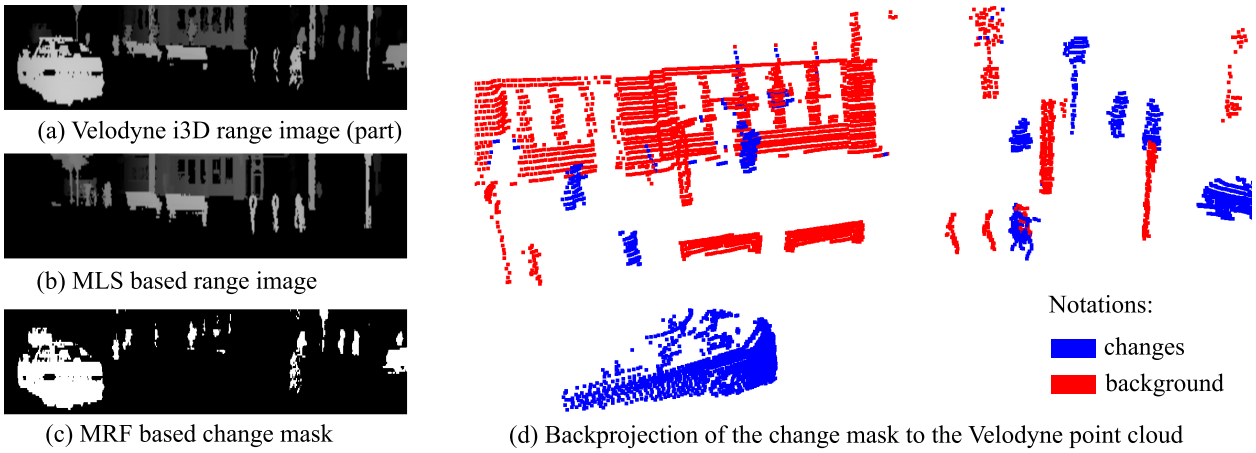 (a) Velodyne i3D range image (part)
(b) MLS based range image
(c) MRF based change mask
Notations:
changes
background
(d) Backprojection of the change mask to the Velodyne point cloud